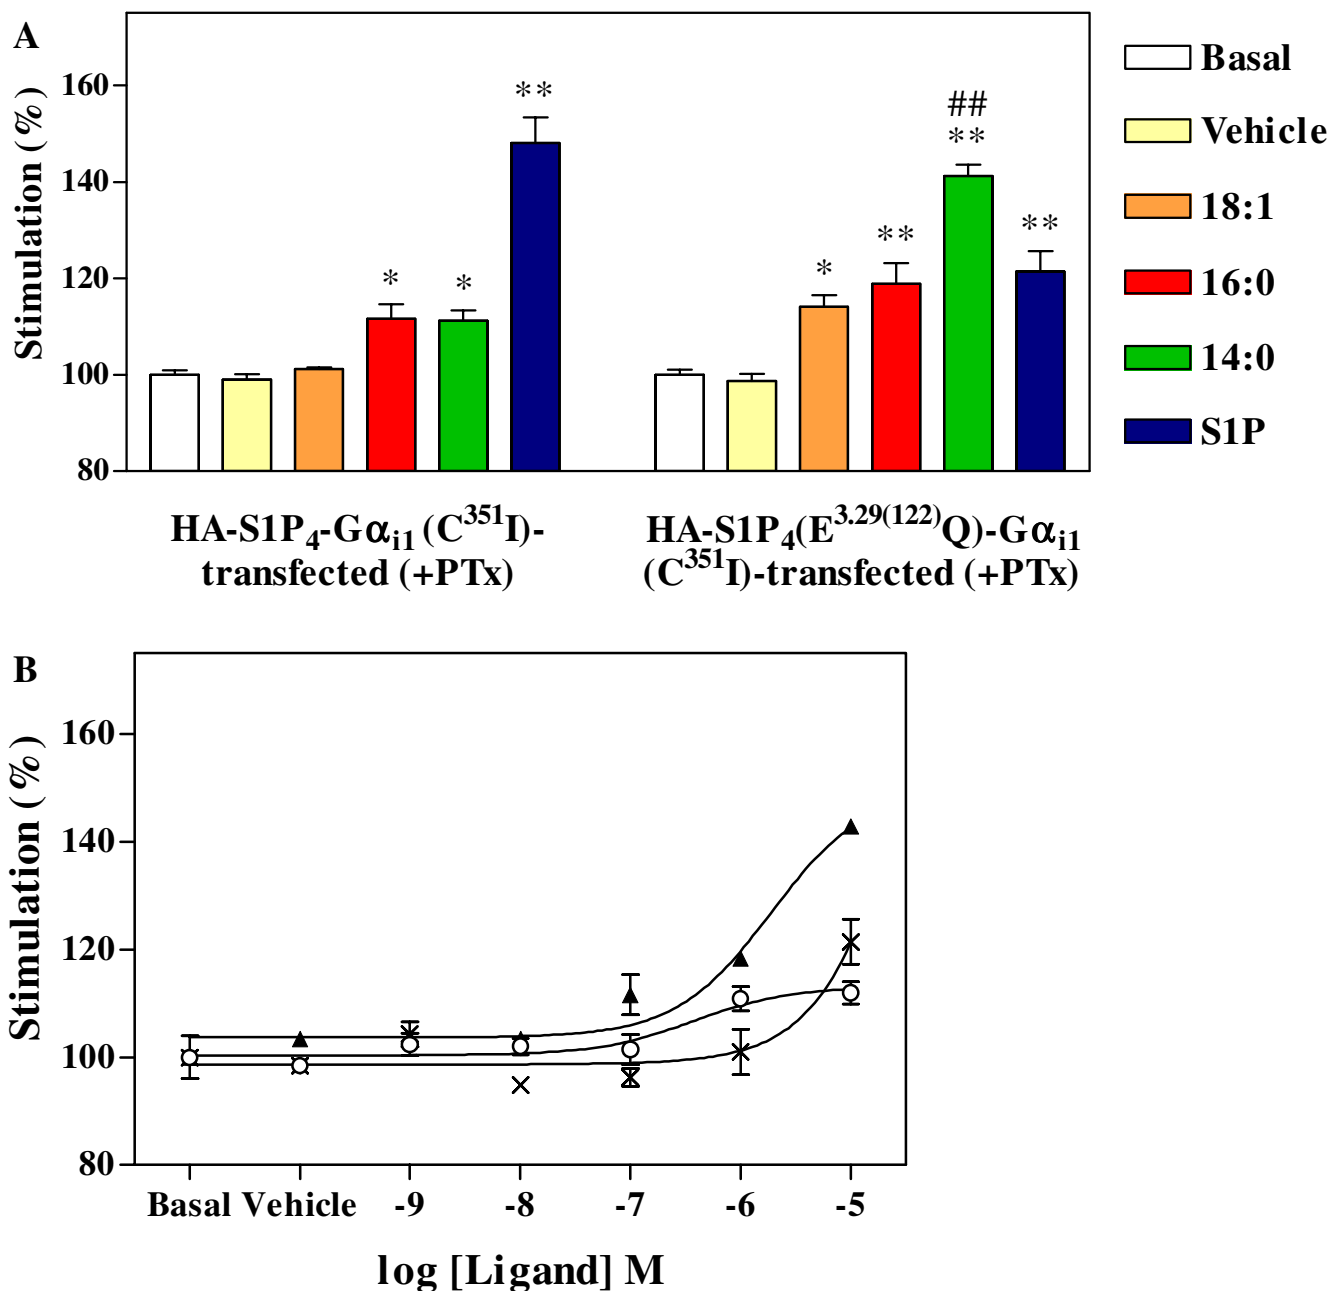 A
Stimulation (%)
160
140
120
100
80
* * ** * ** ## ** **
HA-S1P4-Gαi1 (C351I)-
transfected (+PTx)
HA-S1P4(E3.29(122)Q)-Gαi1
(C351I)-transfected (+PTx)
Basal
Vehicle
18:1
16:0
14:0
S1P
B
Stimulation (%)
160
140
120
100
80
Basal Vehicle -9 -8 -7 -6 -5
log [Ligand] M